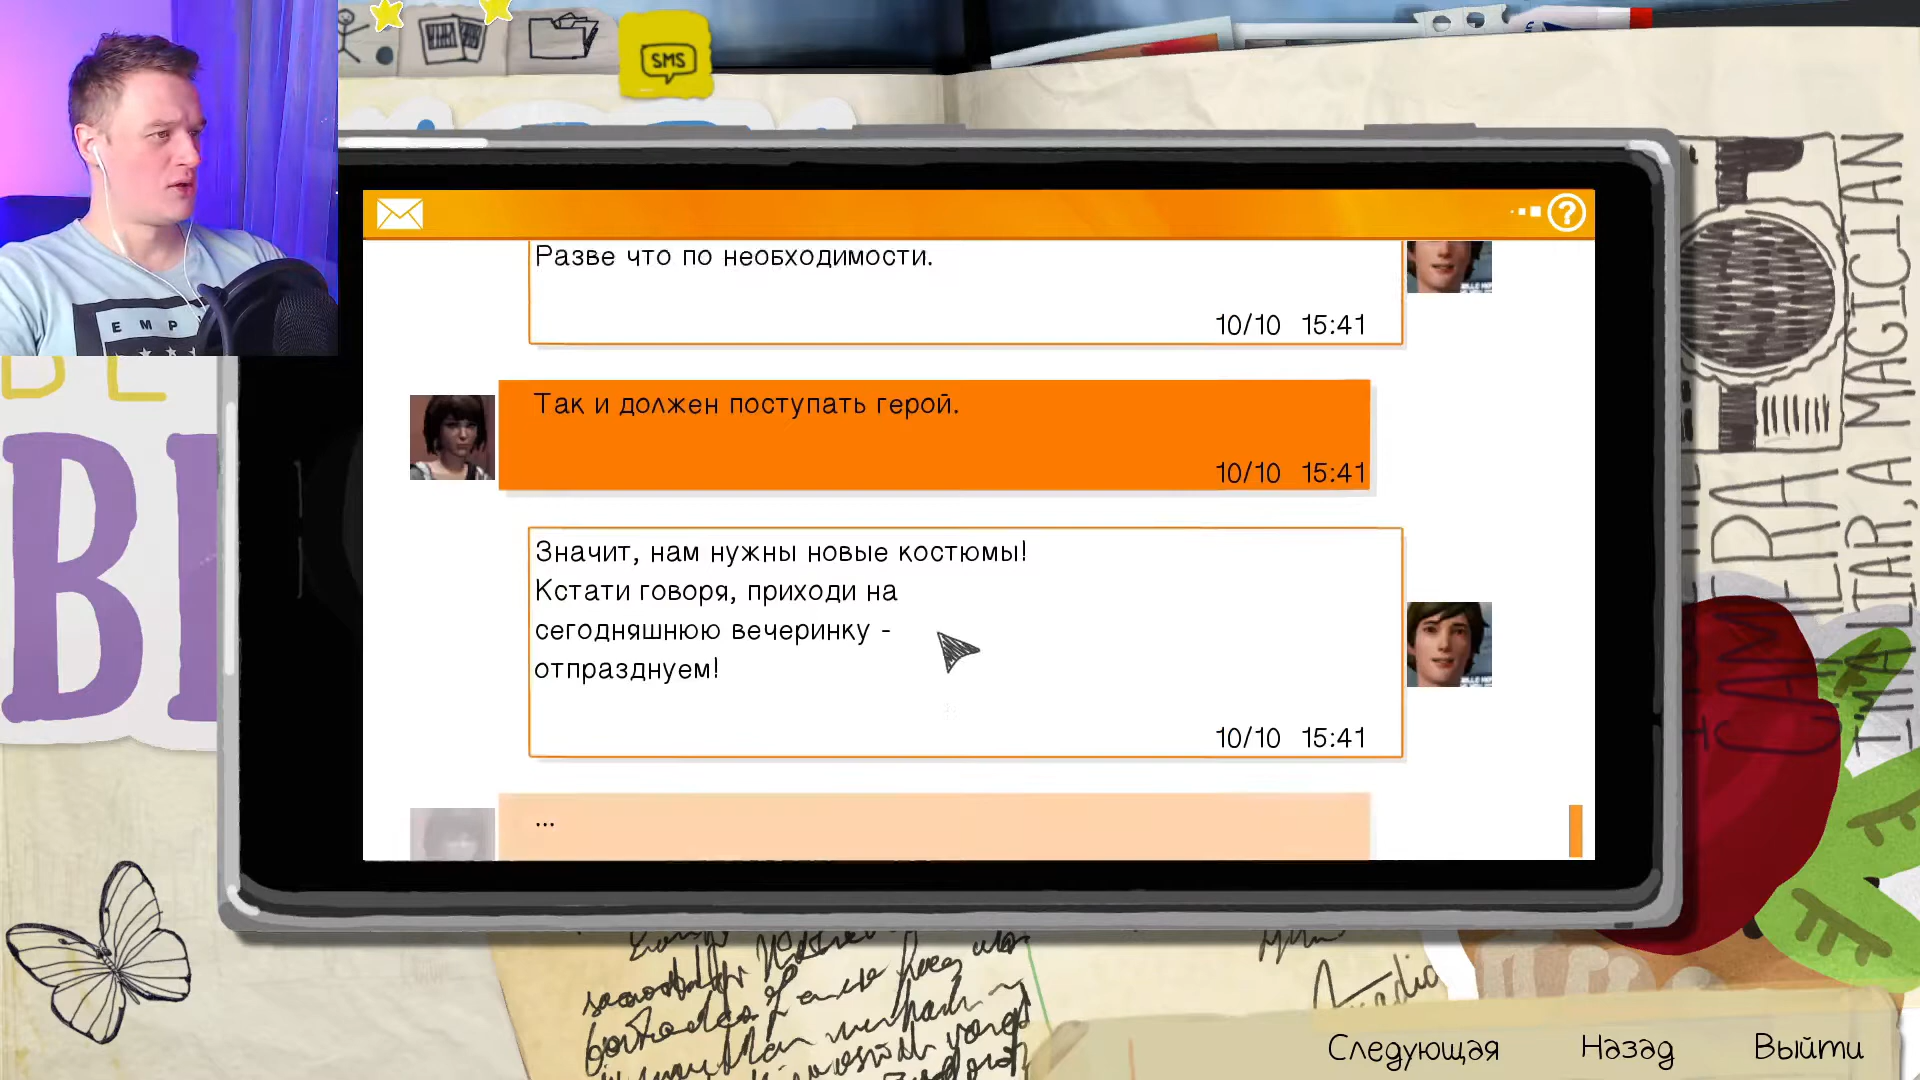 SMS
EMP
Разве что по необходимости.
10/10 15:41
Так и должен поступать герой.
10/10 15:41
Значит, нам нужны новые костюмы!
Кстати говоря, приходи на
сегодняшнюю вечеринку -
отпразднуем!
10/10 15:41
...
CAMERA
FAMILIAR, A MAGICIAN
Следующая
Назад
Выйти